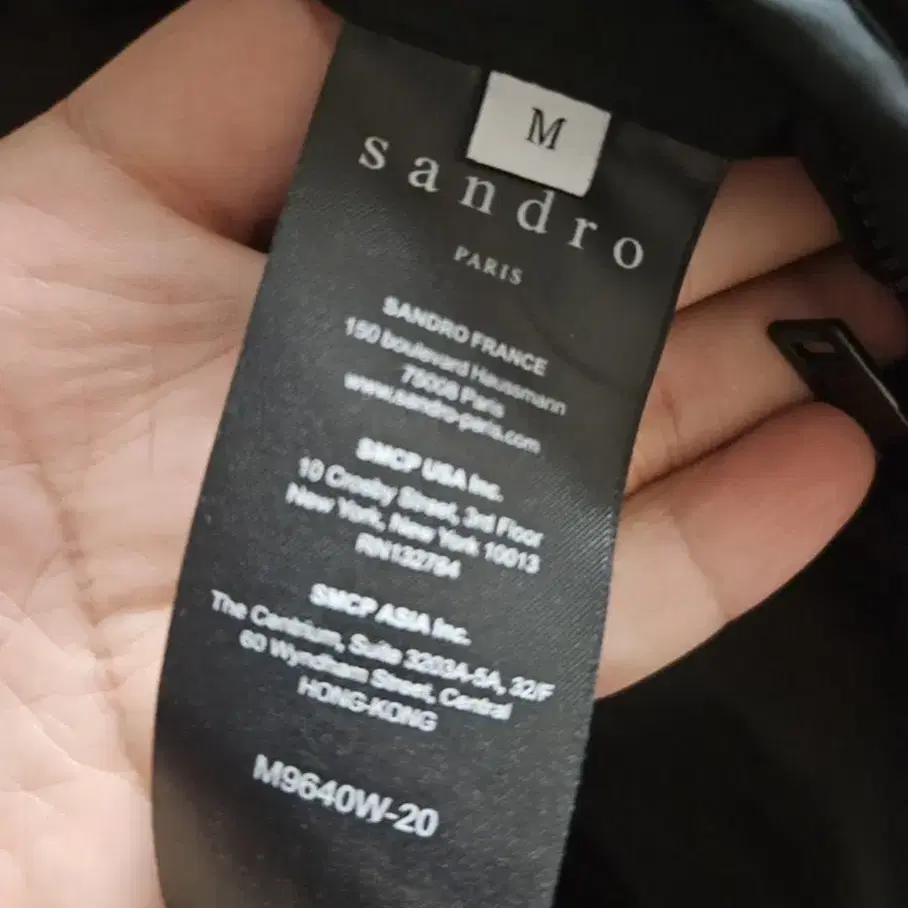 M
sandro
PARIS
SANDRO FRANCE
150 boulevard Haussmann
75008 Paris
www.sandro-paris.com
SMCP USA Inc.
10 Crosby Street, 3rd Floor
New York, New York 10013
RN132784
SMCP ASIA Inc.
The Centrium, Suite 3203A-5A, 32/F
60 Wyndham Street, Central
HONG-KONG
M9640W-20